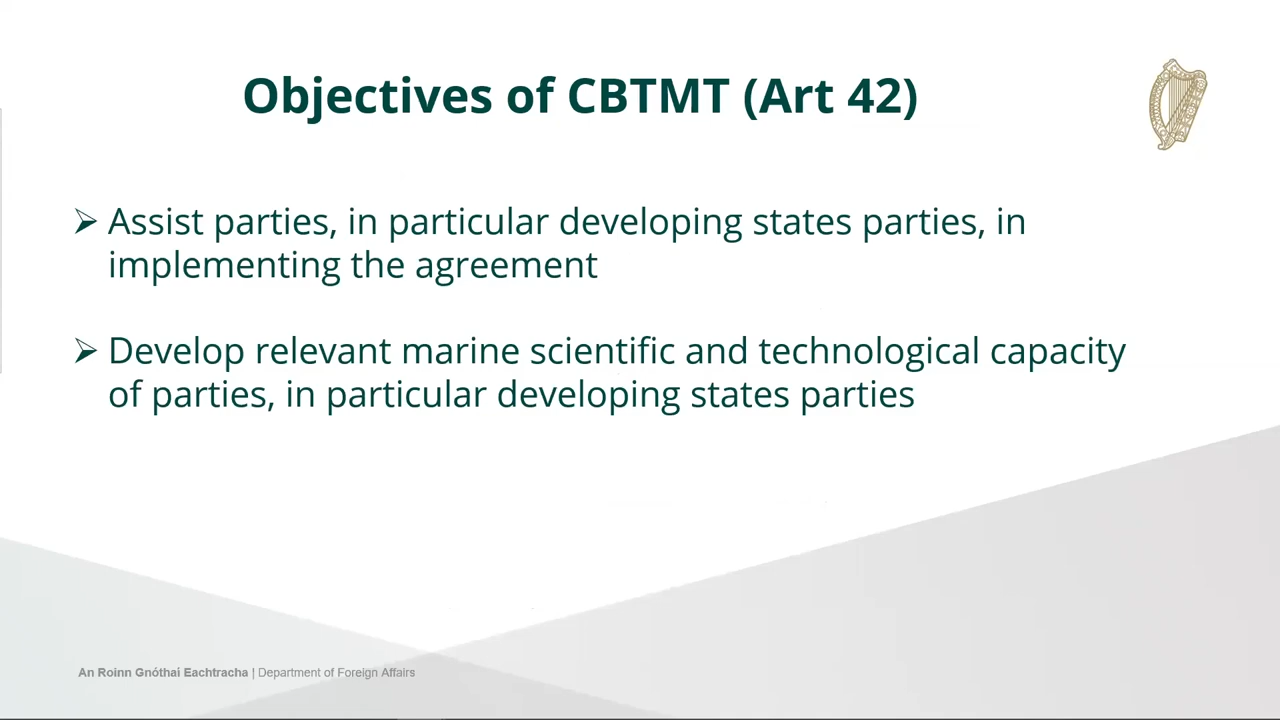 Objectives of CBTMT (Art 42)
➢ Assist parties, in particular developing states parties, in
implementing the agreement
➢ Develop relevant marine scientific and technological capacity
of parties, in particular developing states parties
An Roinn Gnóthaí Eachtracha | Department of Foreign Affairs